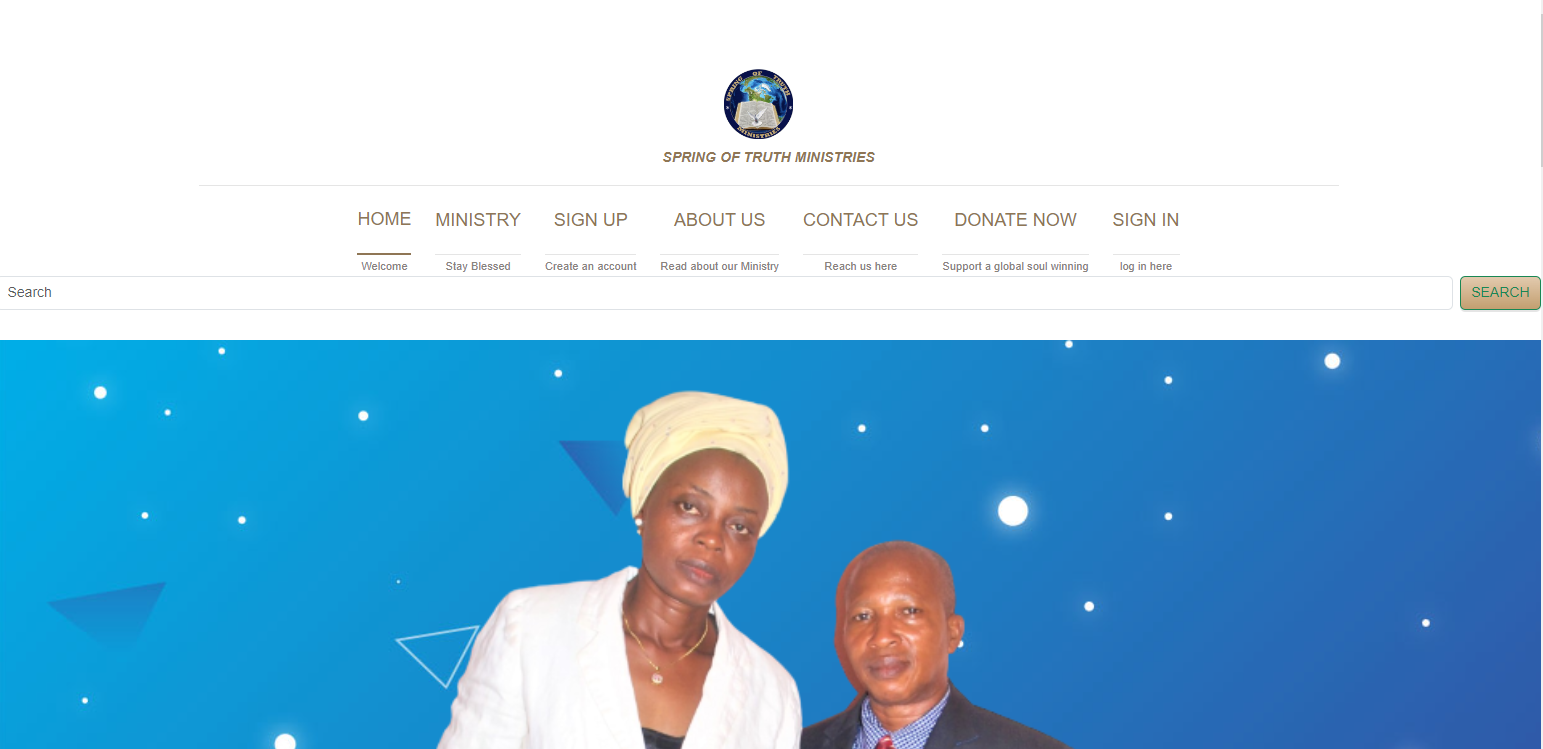 SPRING OF TRUTH
MINISTRIES
SPRING OF TRUTH MINISTRIES
HOME MINISTRY SIGN UP ABOUT US CONTACT US DONATE NOW SIGN IN
Welcome Stay Blessed Create an account Read about our Ministry Reach us here Support a global soul winning log in here
Search SEARCH